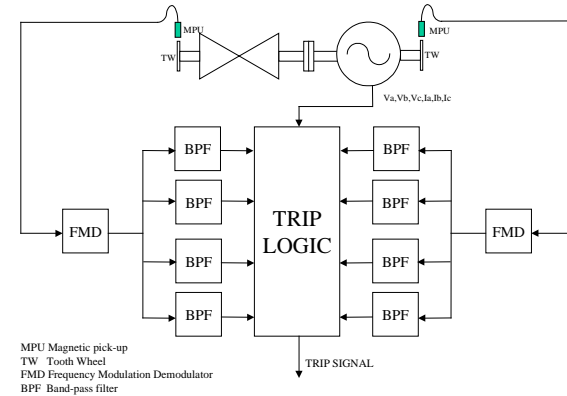 MPU
MPU
TW
TW
Va,Vb,Vc,Ia,Ib,Ic
BPF
BPF
BPF
BPF
TRIP
LOGIC
FMD
FMD
BPF
BPF
BPF
BPF
TRIP SIGNAL
MPU Magnetic pick-up
TW Tooth Wheel
FMD Frequency Modulation Demodulator
BPF Band-pass filter